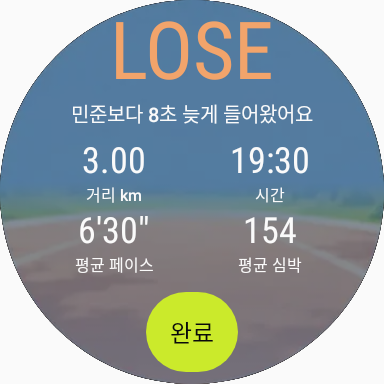 LOSE
민준보다 8초 늦게 들어왔어요
3.00 19:30
거리 km 시간
6'30" 154
평균 페이스 평균 심박
완료